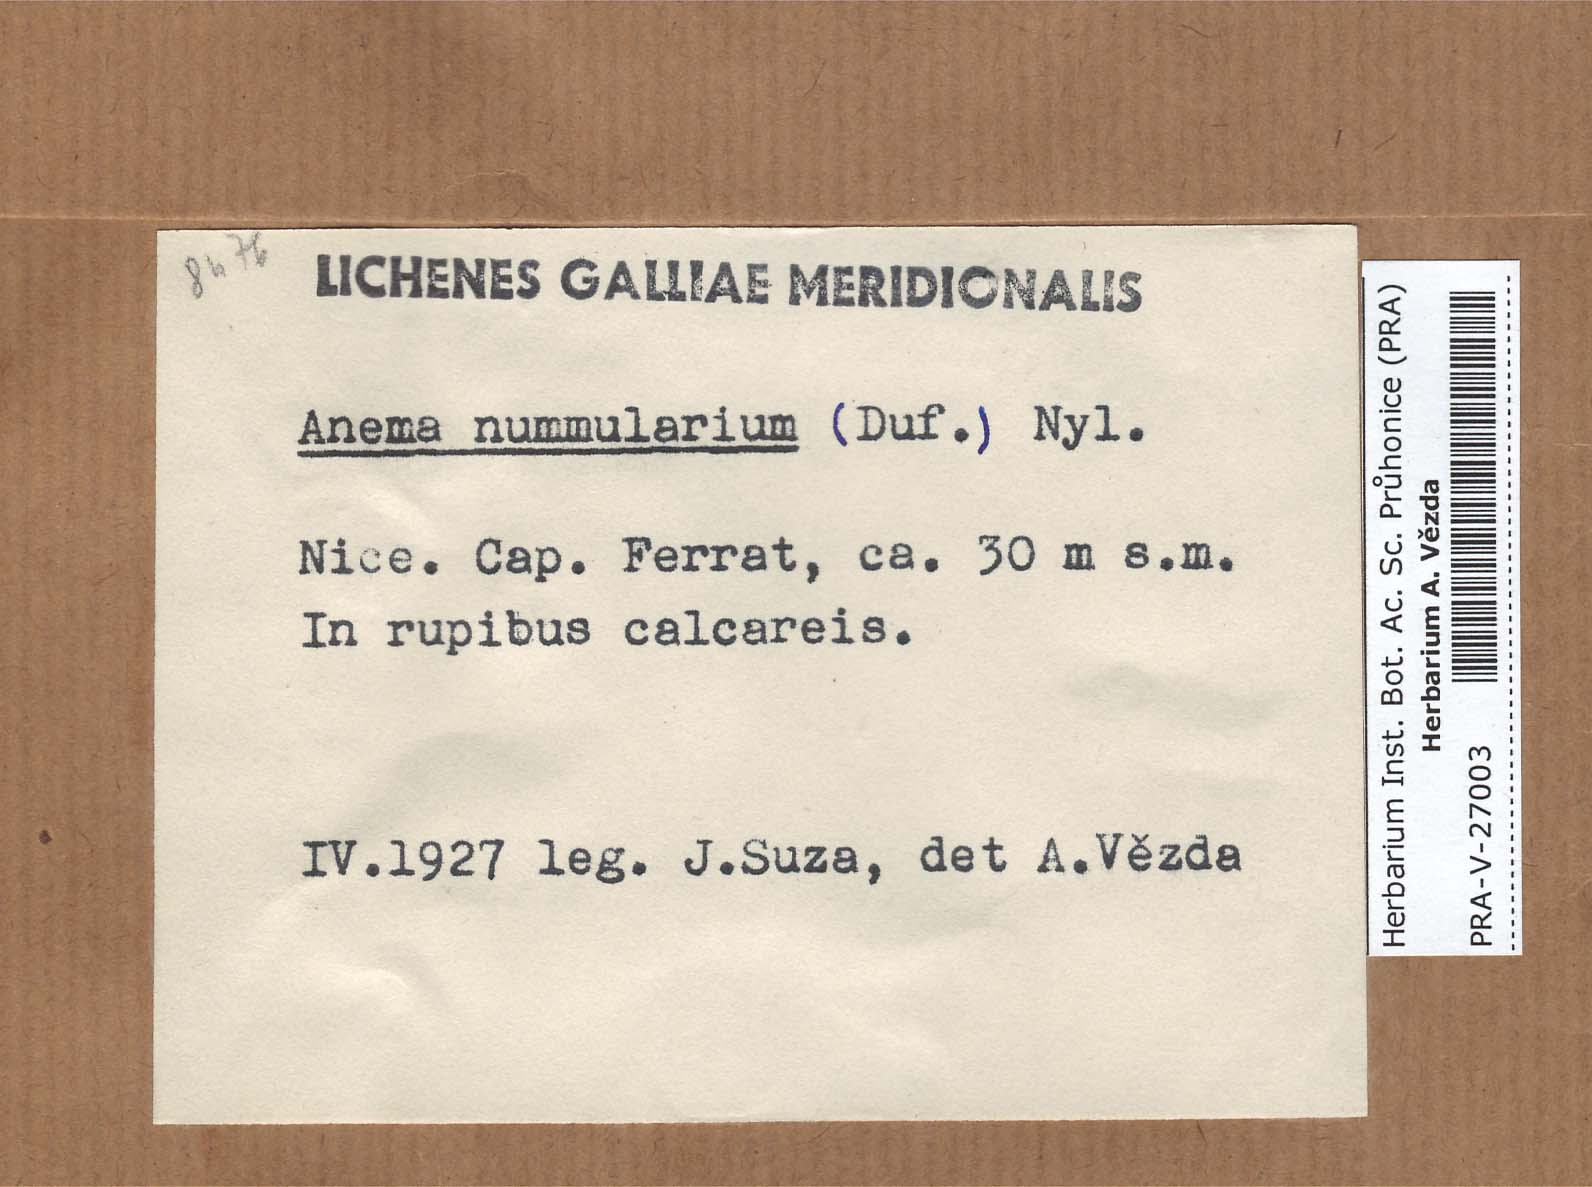 LICHENES GALLIAE MERIDIONALIS
Anema nummularium (Duf.) Nyl.
Nice. Cap. Ferrat, ca. 30 m s.m.
In rupibus calcareis.
IV.1927 leg. J.Suza, det A.Vězda
Herbarium Inst. Bot. Ac. Sc. Průhonice (PRA)
Herbarium A. Vězda
PRA-V-27003